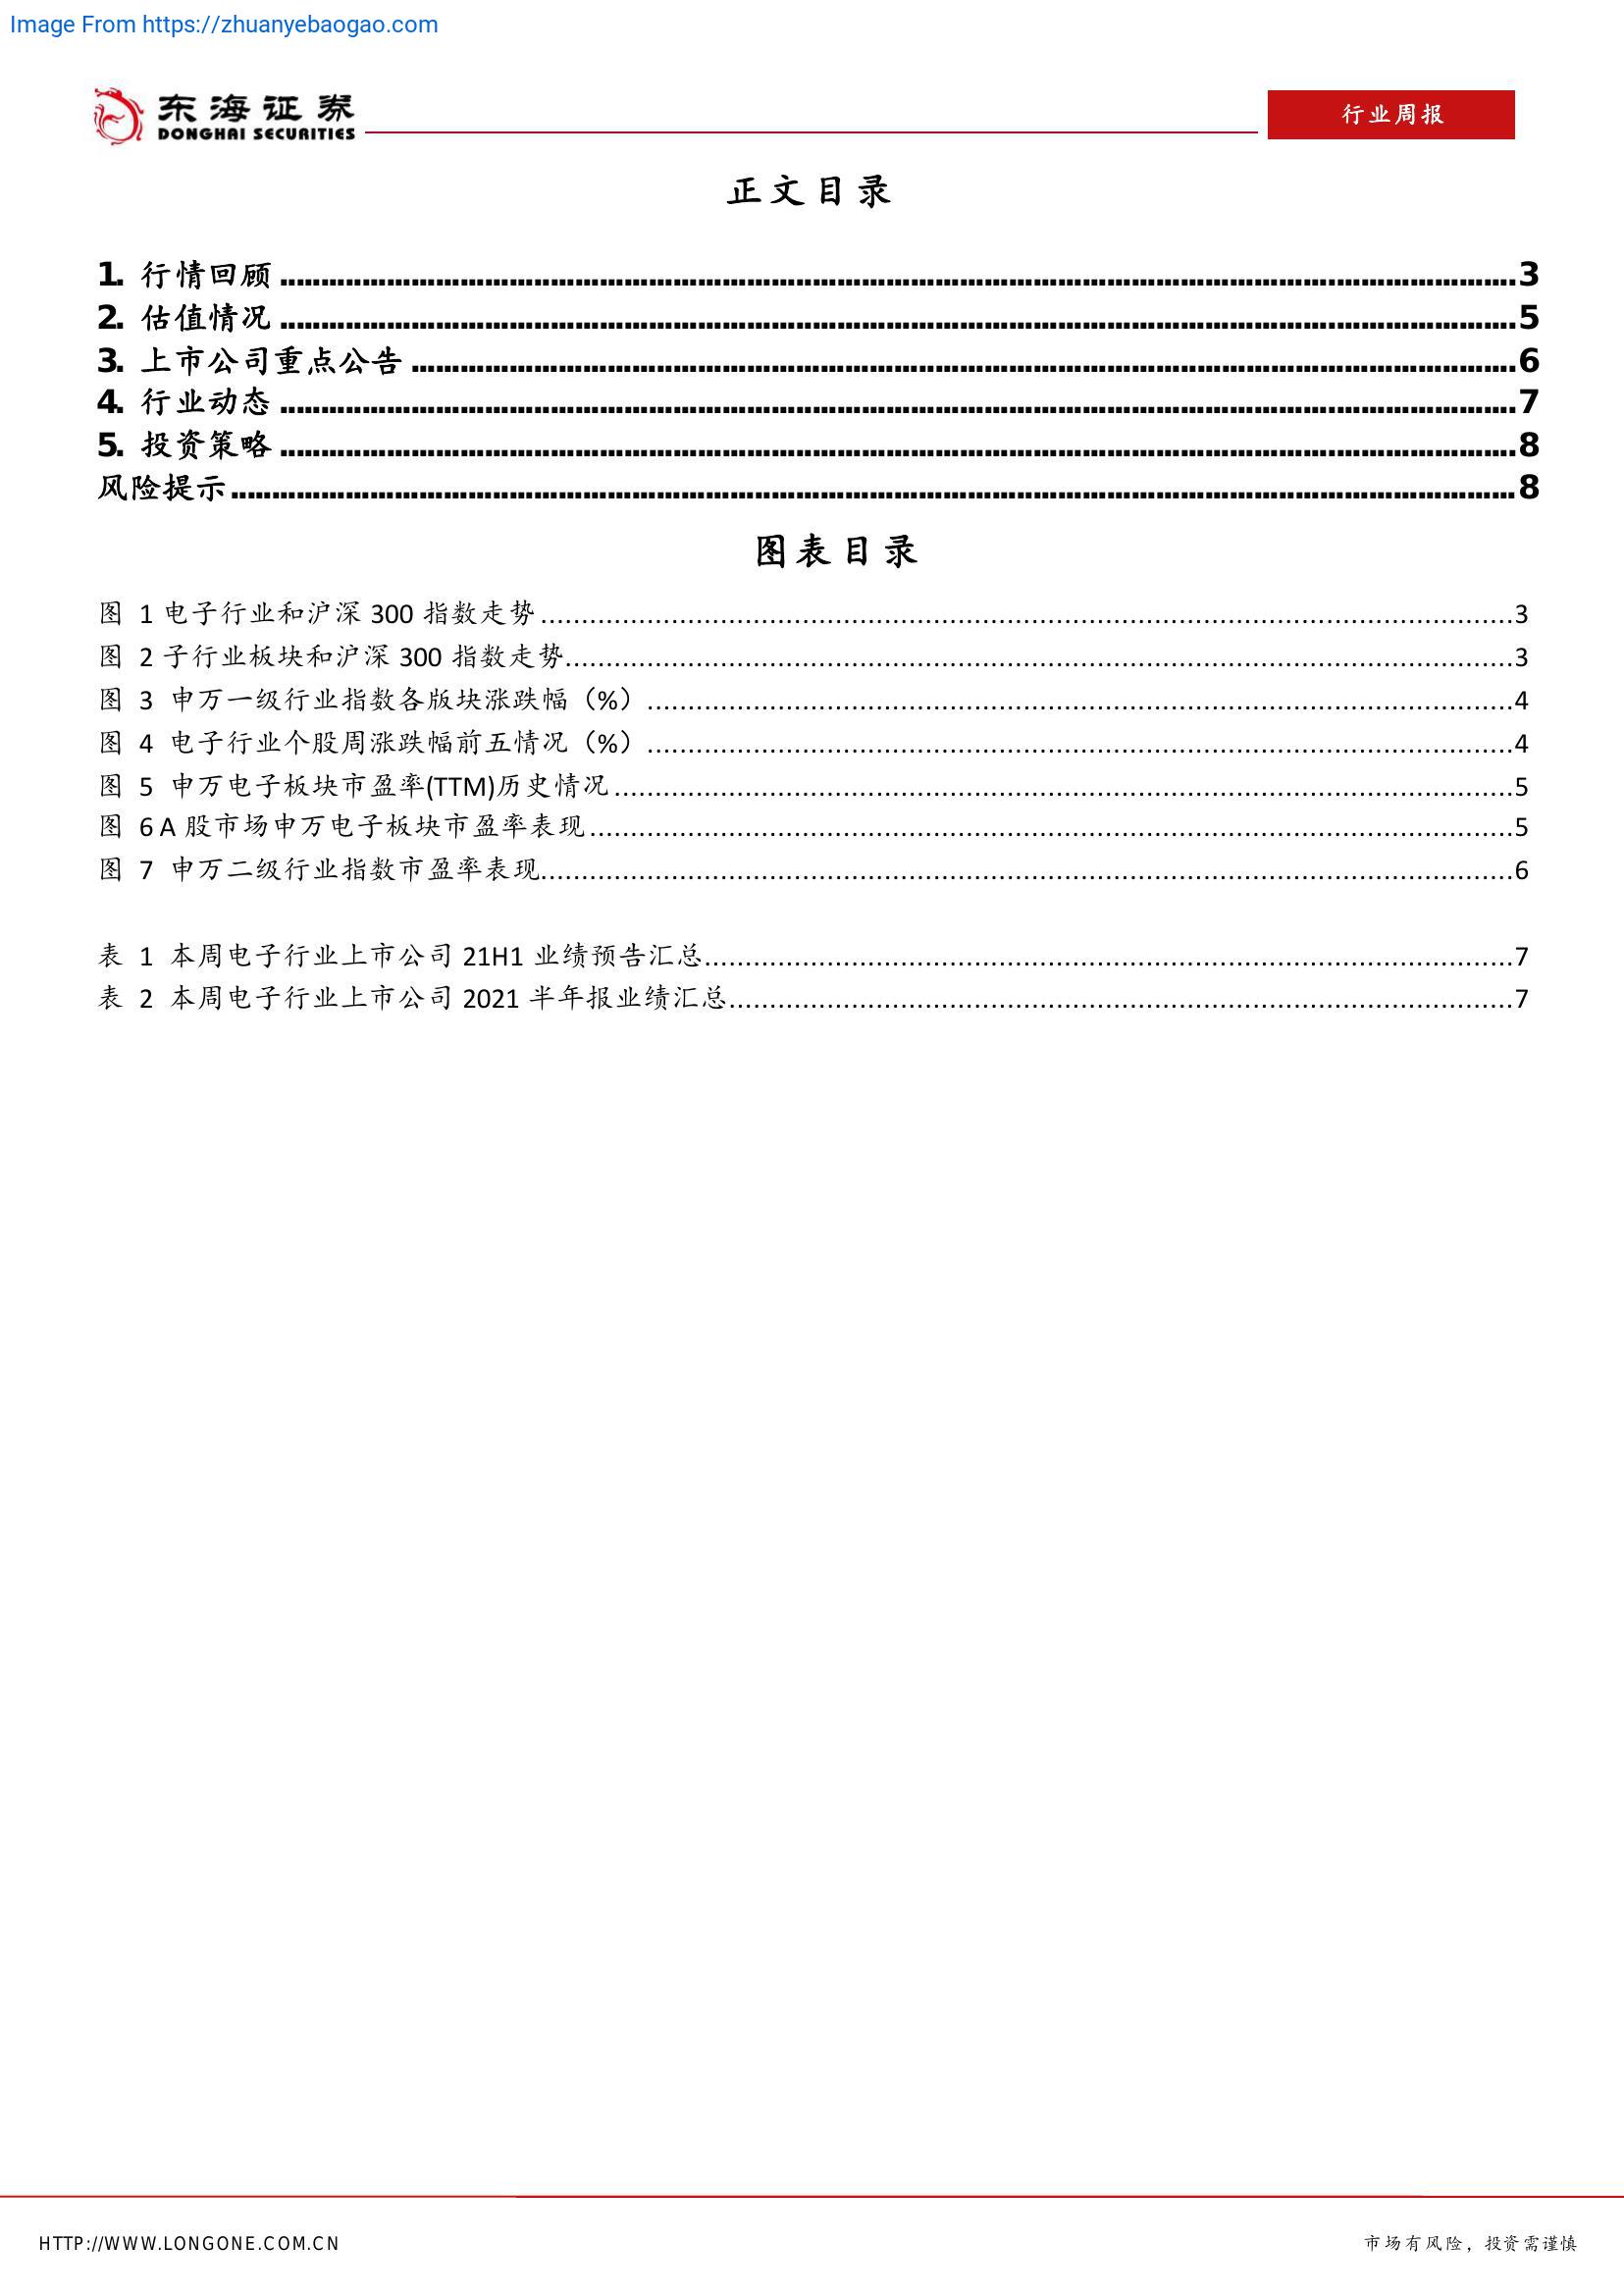 Image From https://zhuanyebaogao.com
东海证券
DONGHAI SECURITIES
行业周报
正文目录
1. 行情回顾 3
2. 估值情况 5
3. 上市公司重点公告 6
4. 行业动态 7
5. 投资策略 8
风险提示 8
图表目录
图 1 电子行业和沪深 300 指数走势 3
图 2 子行业板块和沪深 300 指数走势 3
图 3 申万一级行业指数各版块涨跌幅（%） 4
图 4 电子行业个股周涨跌幅前五情况（%） 4
图 5 申万电子板块市盈率(TTM)历史情况 5
图 6 A 股市场申万电子板块市盈率表现 5
图 7 申万二级行业指数市盈率表现 6
表 1 本周电子行业上市公司 21H1 业绩预告汇总 7
表 2 本周电子行业上市公司 2021 半年报业绩汇总 7
HTTP://WWW.LONGONE.COM.CN
市场有风险，投资需谨慎